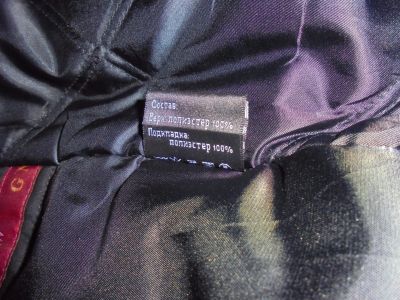 Состав:
Верх: полиэстер 100%
Подкладка:
полиэстер 100%
G